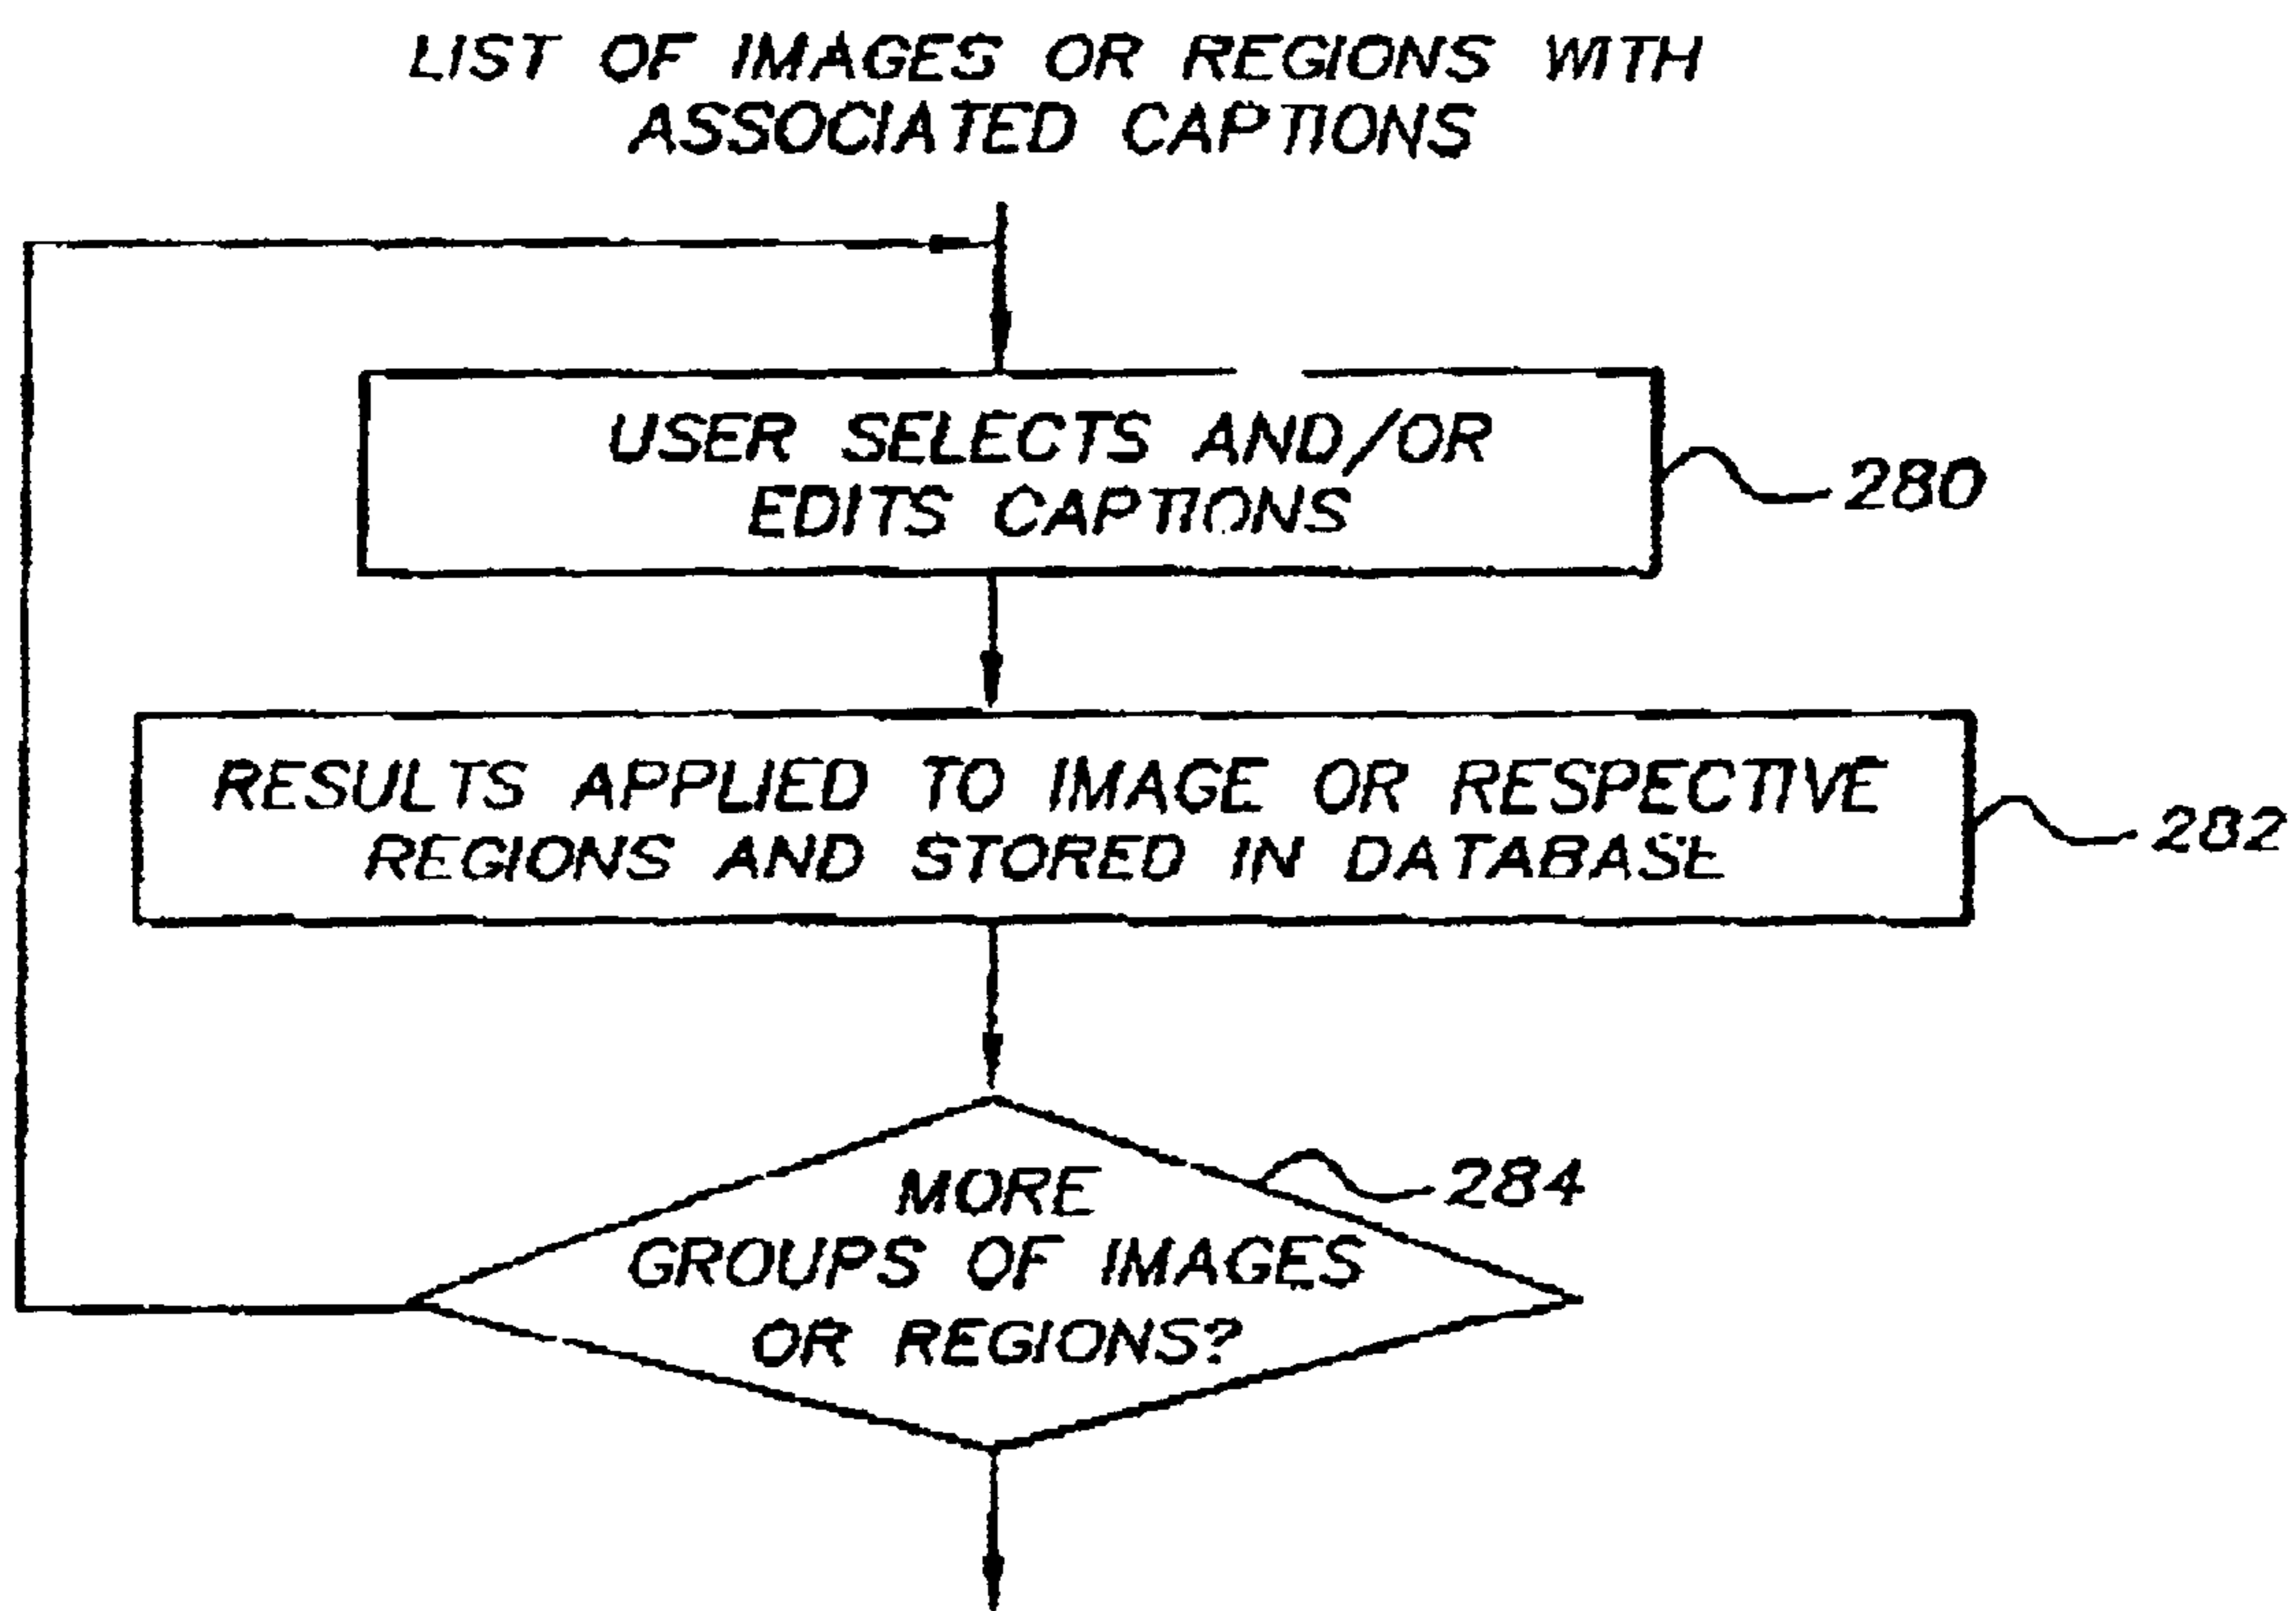 LIST OF IMAGES OR REGIONS WITH
ASSOCIATED CAPTIONS
USER SELECTS AND/OR
EDITS CAPTIONS
280
RESULTS APPLIED TO IMAGE OR RESPECTIVE
REGIONS AND STORED IN DATABASE
282
MORE
GROUPS OF IMAGES
OR REGIONS?
284